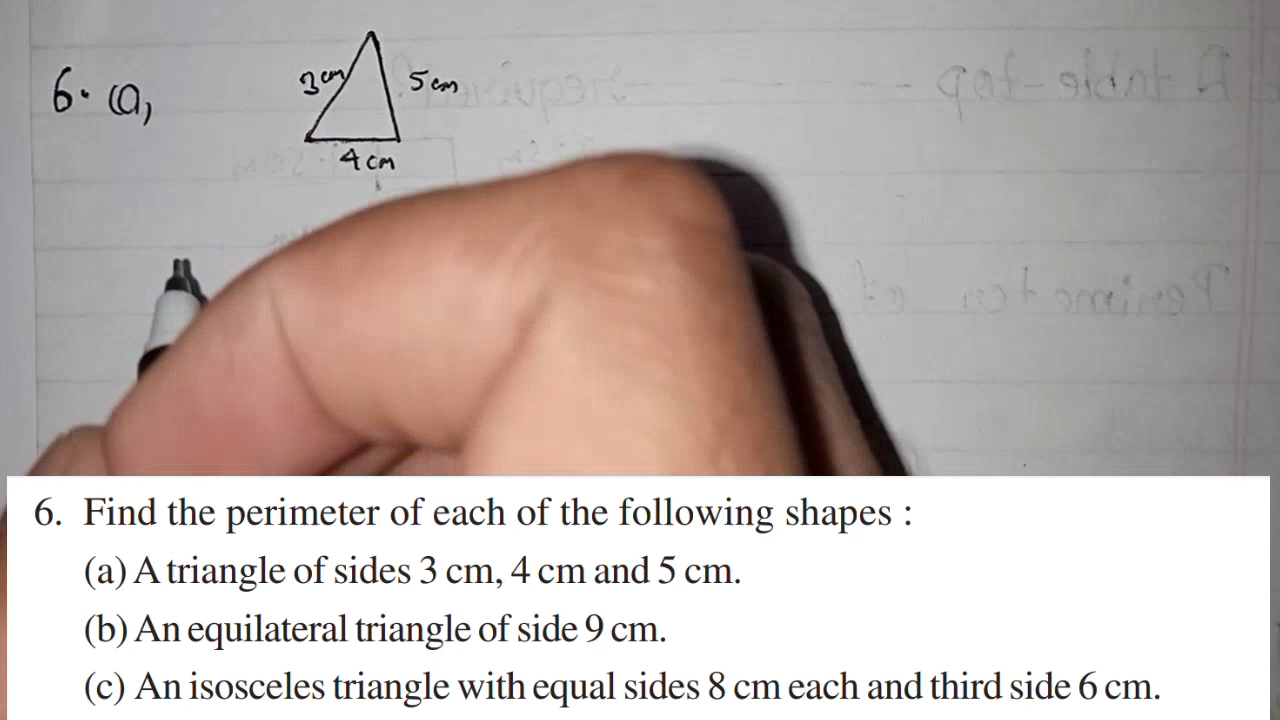 6. a,
3cm
5cm
4cm
6. Find the perimeter of each of the following shapes :
(a) A triangle of sides 3 cm, 4 cm and 5 cm.
(b) An equilateral triangle of side 9 cm.
(c) An isosceles triangle with equal sides 8 cm each and third side 6 cm.